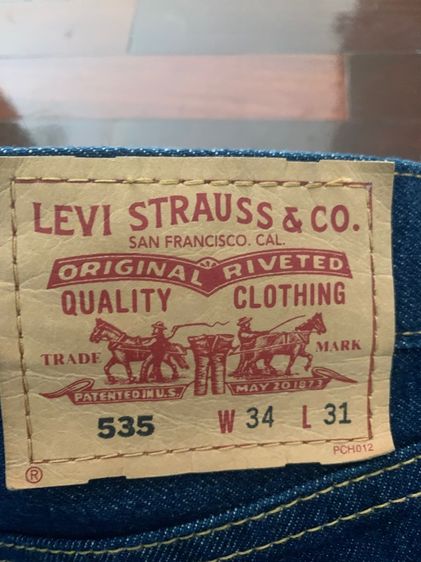 LEVI STRAUSS & CO.
SAN FRANCISCO. CAL.
ORIGINAL RIVETED
QUALITY CLOTHING
TRADE MARK
PATENTED IN U.S. MAY 20 1873
535 W 34 L 31
® PCH012